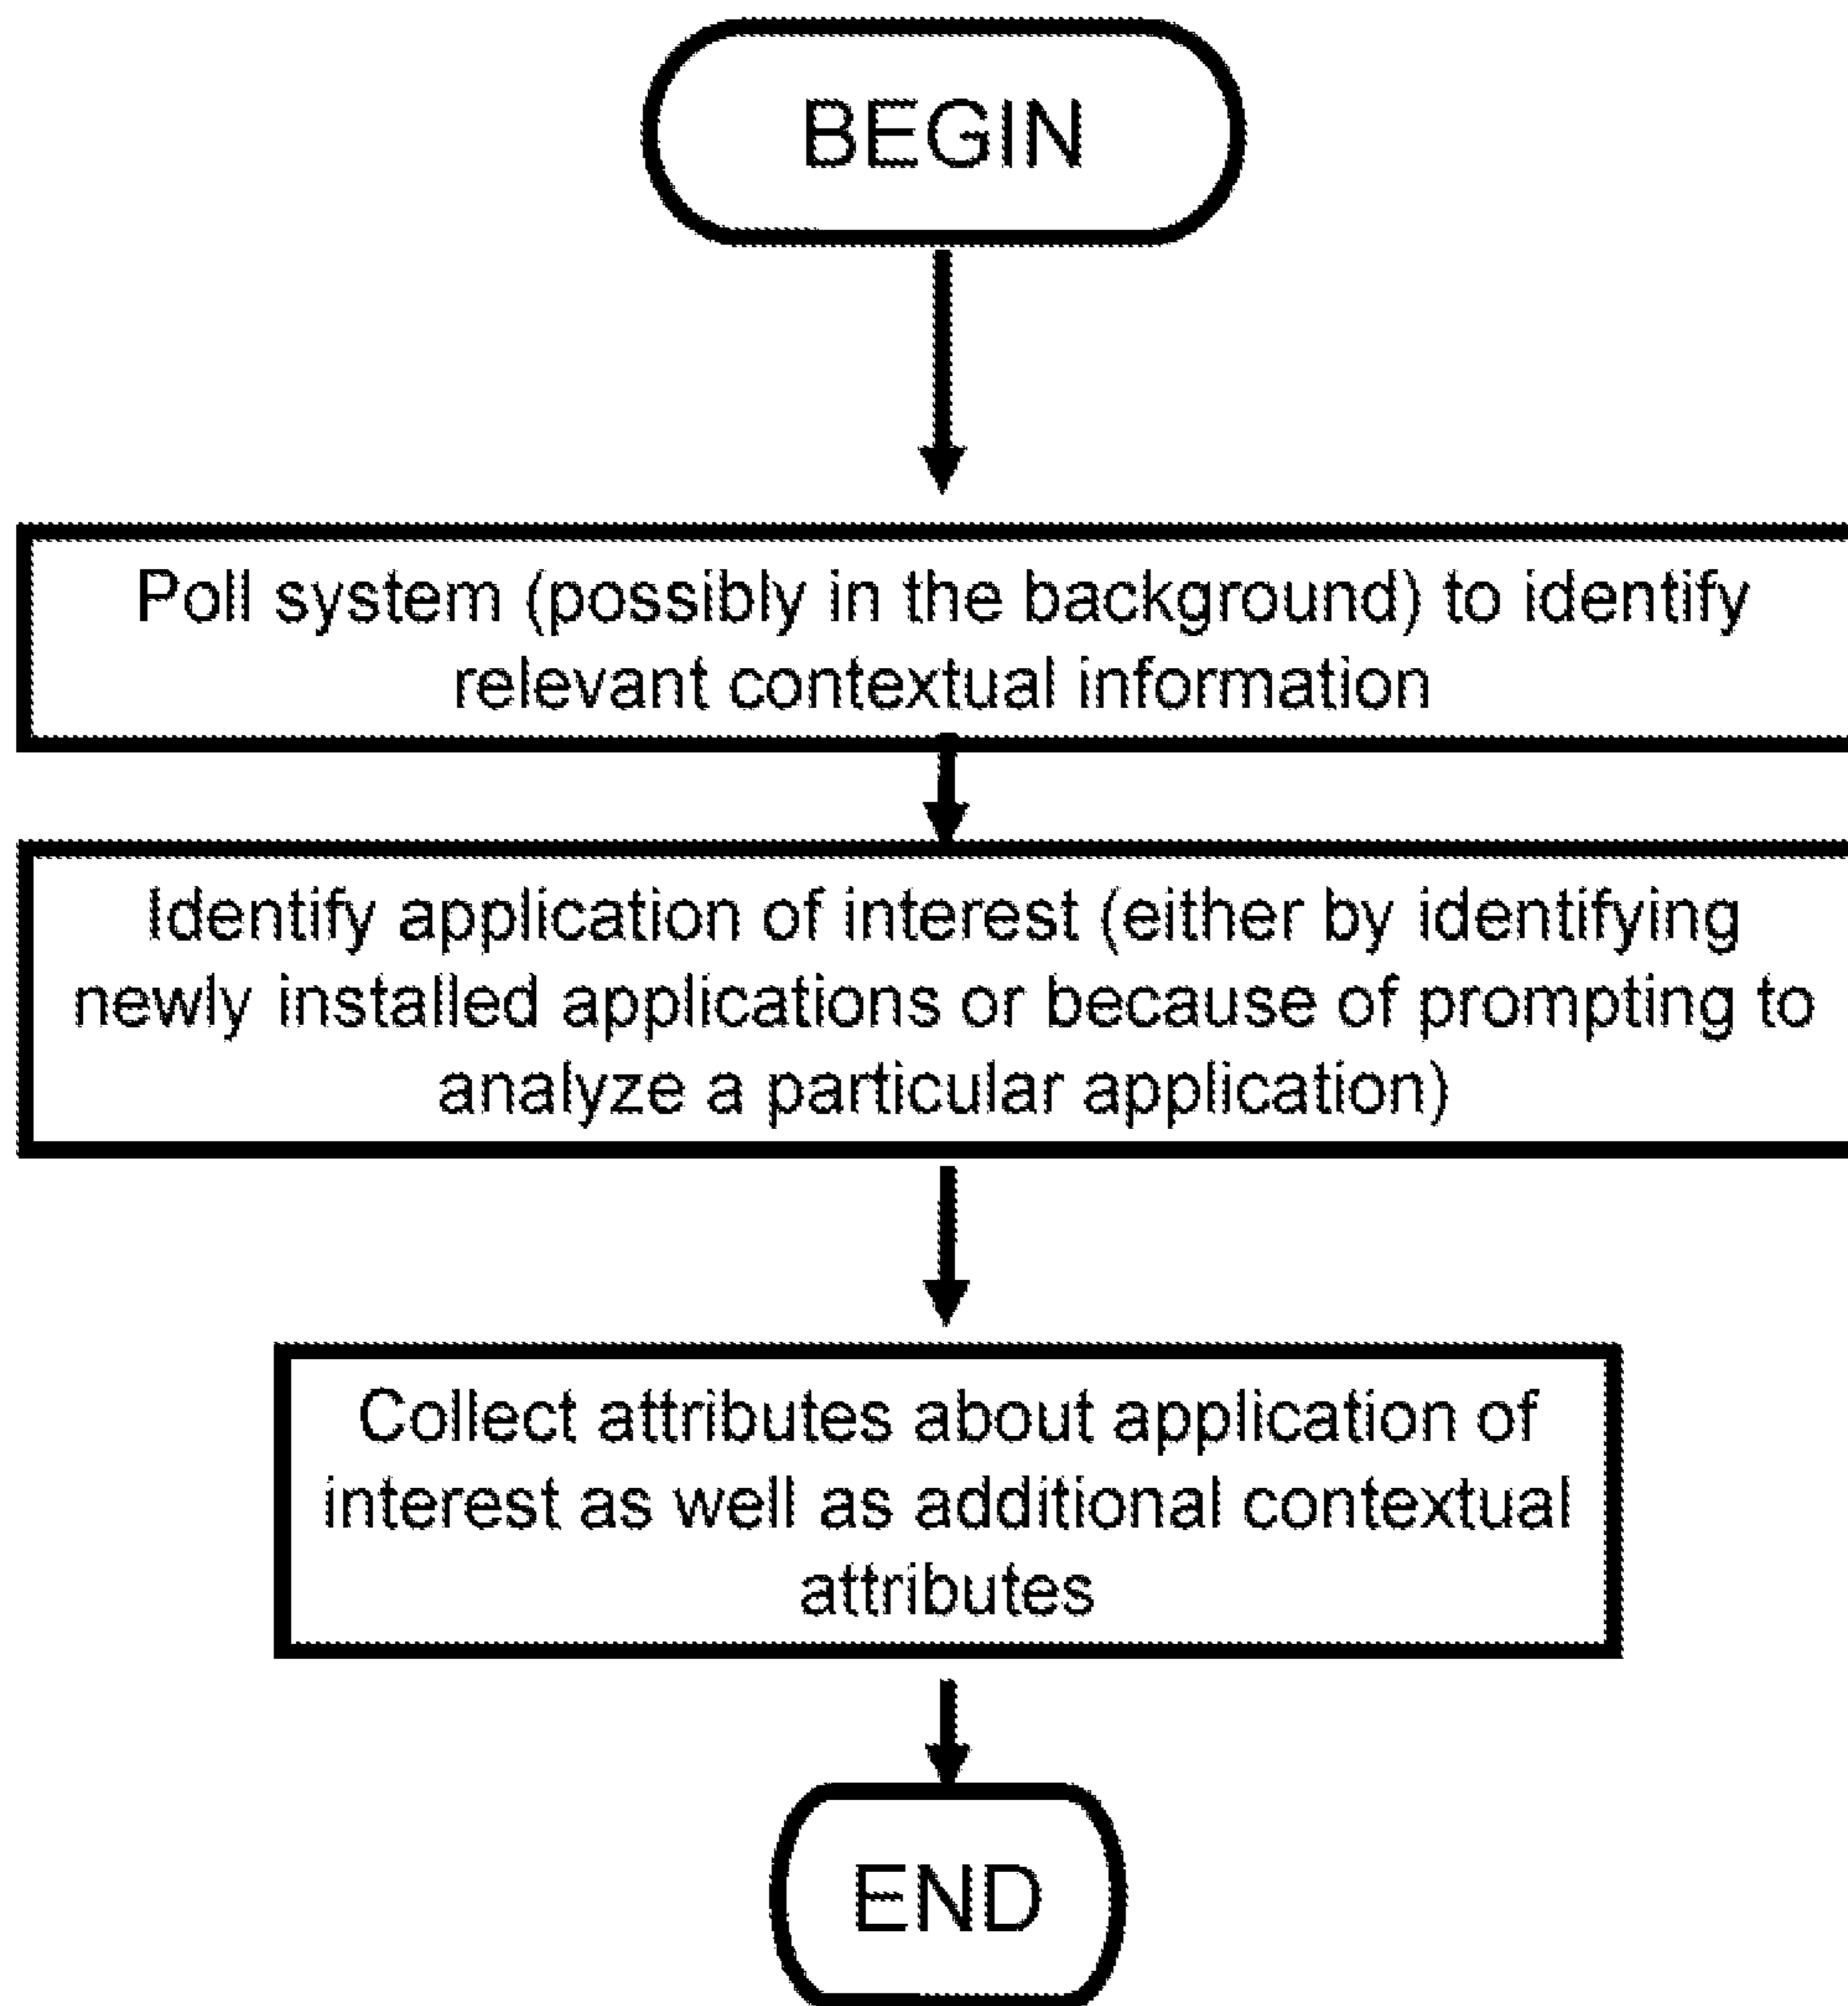 BEGIN
Poll system (possibly in the background) to identify
relevant contextual information
Identify application of interest (either by identifying
newly installed applications or because of prompting to
analyze a particular application)
Collect attributes about application of
interest as well as additional contextual
attributes
END